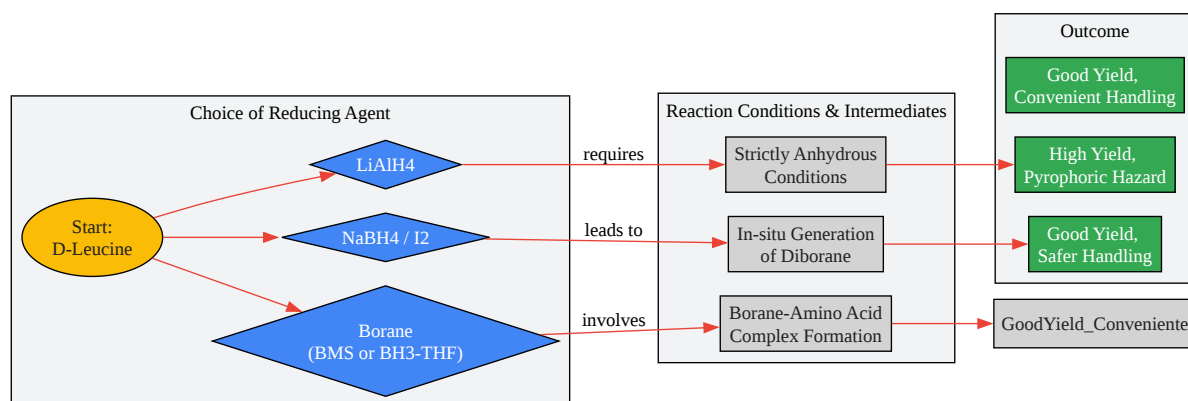 Outcome
Good Yield,
Convenient Handling
Choice of Reducing Agent
Reaction Conditions & Intermediates
LiAlH4
requires
Strictly Anhydrous
Conditions
High Yield,
Pyrophoric Hazard
Start:
D-Leucine
NaBH4 / I2
leads to
In-situ Generation
of Diborane
Good Yield,
Safer Handling
Borane
(BMS or BH3-THF)
involves
Borane-Amino Acid
Complex Formation
GoodYield_Conveniente